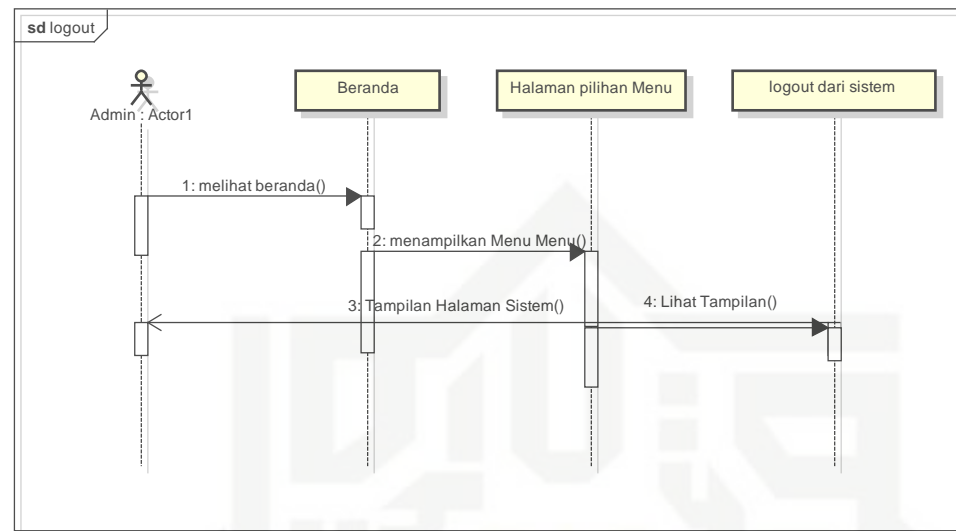 sd logout
Admin : Actor1
Beranda
Halaman pilihan Menu
logout dari sistem
1: melihat beranda()
2: menampilkan Menu Menu()
3: Tampilan Halaman Sistem()
4: Lihat Tampilan()